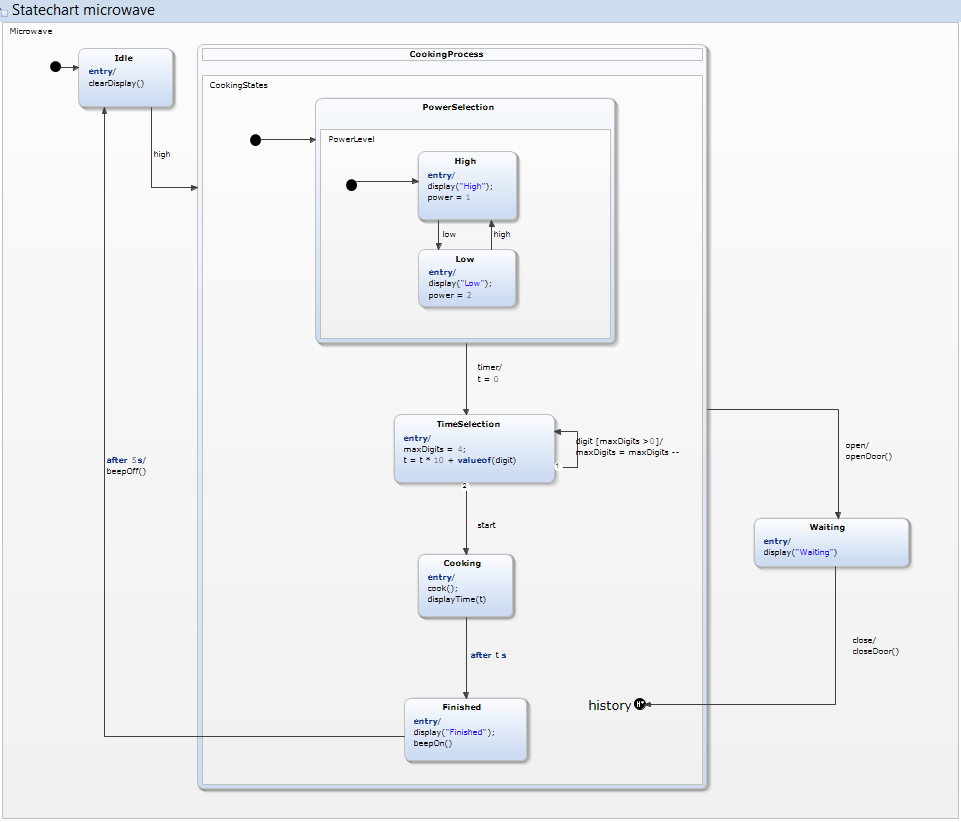 Statechart microwave
Microwave
Idle
entry/
clearDisplay()
high
CookingProcess
CookingStates
PowerSelection
PowerLevel
High
entry/
display("High");
power = 1
low
high
Low
entry/
display("Low");
power = 2
timer/
t = 0
TimeSelection
entry/
maxDigits = 4;
t = t * 10 + valueof(digit)
digit [maxDigits >0]/
maxDigits = maxDigits --
1
2
start
Cooking
entry/
cook();
displayTime(t)
after t s
Finished
entry/
display("Finished");
beepOn()
after 5s/
beepOff()
open/
openDoor()
Waiting
entry/
display("Waiting")
close/
closeDoor()
history